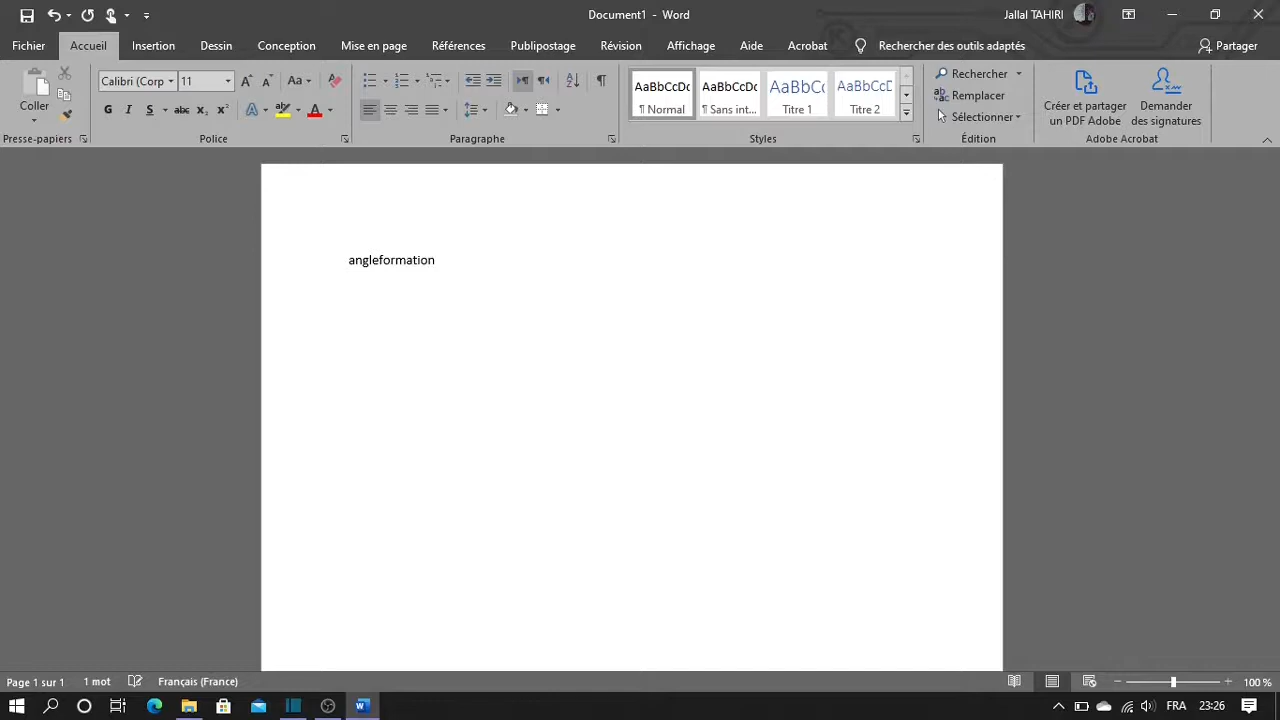 Document1 - Word
Jallal TAHIRI
Fichier Accueil Insertion Dessin Conception Mise en page Références Publipostage Révision Affichage Aide Acrobat Rechercher des outils adaptés Partager
Coller
Presse-papiers
Calibri (Corp 11 Aa
G I S abc x₂ x² A A
Police
Paragraphe
AaBbCcDc AaBbCcDc AaBbCc AaBbCcD
¶ Normal ¶ Sans int... Titre 1 Titre 2
Styles
Rechercher
Remplacer
Sélectionner
Édition
Créer et partager
un PDF Adobe
Demander
des signatures
Adobe Acrobat
angleformation
Page 1 sur 1 1 mot Français (France) 100 %
FRA 23:26